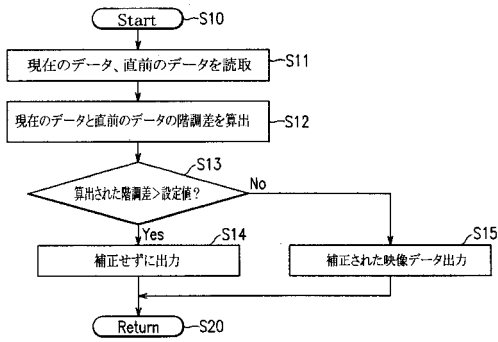 Start
S10
現在のデータ、直前のデータを読取
S11
現在のデータと直前のデータの階調差を算出
S12
S13
算出された階調差>設定値?
No
Yes
S14
補正せずに出力
S15
補正された映像データ出力
Return
S20